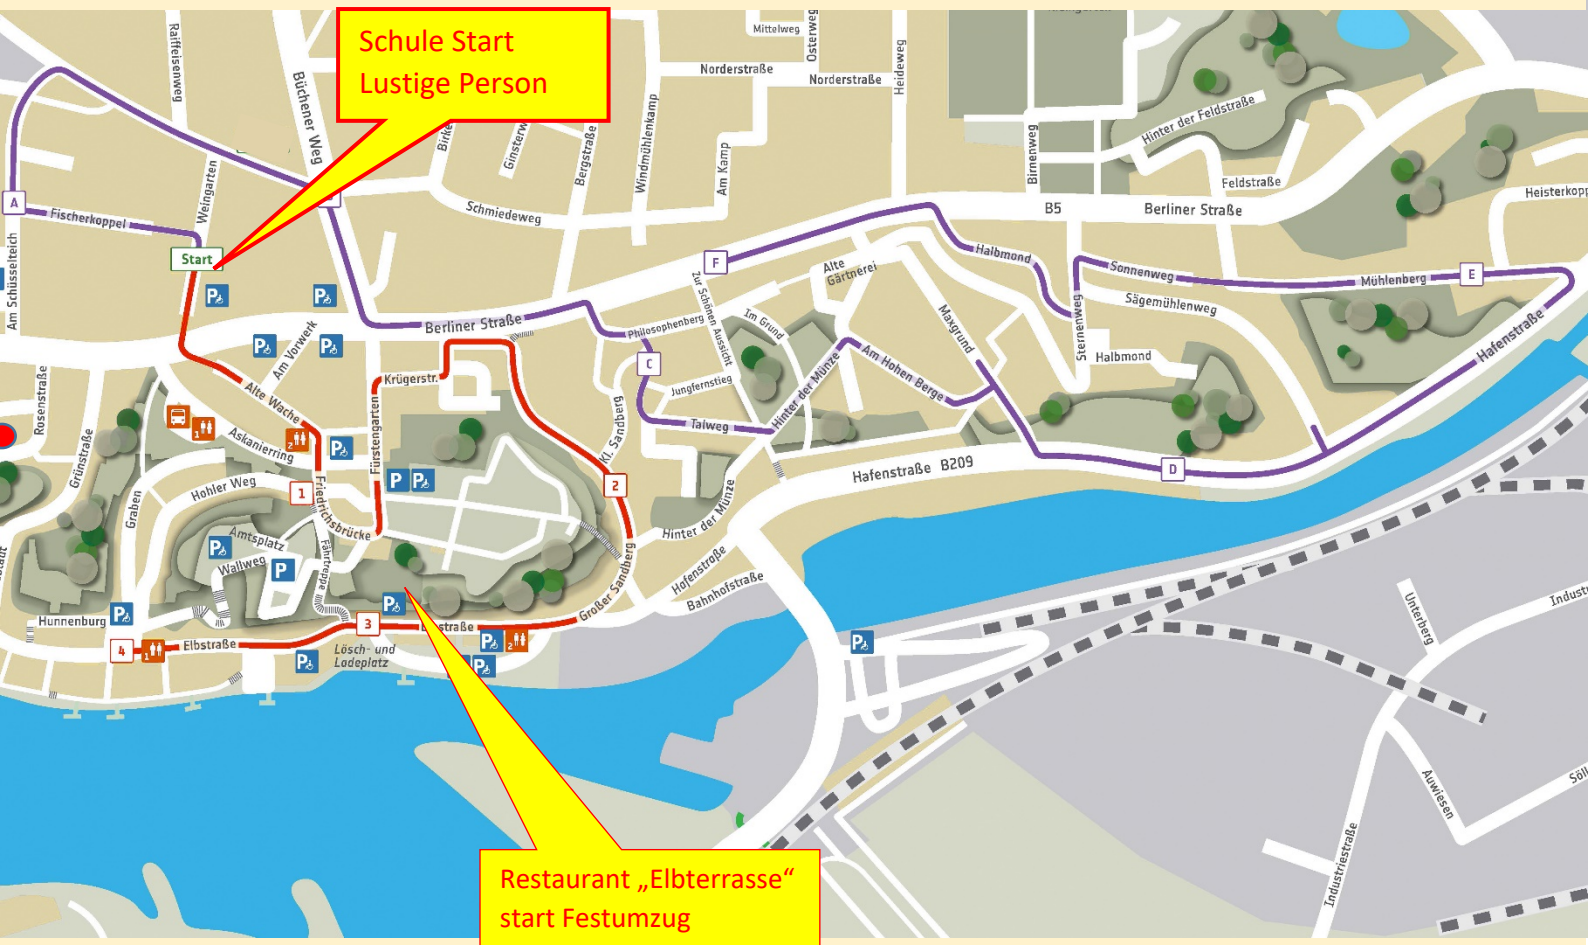 Schule Start
Lustige Person
Raiffeisenweg
Büchener Weg
Weingarten
Mittelweg
Osterweg
Norderstraße
Norderstraße
Heideweg
Bergstraße
Windmühlenkamp
Am Kamp
Schmiedeweg
Birnenweg
Hinter der Feldstraße
Feldstraße
B5
Berliner Straße
A
Fischerkoppel
Am Schüsselteich
Start
F
Halbmond
Sonnenweg
Mühlenberg
E
Sägemühlenweg
Sternenweg
Halbmond
Hafenstraße
Alte
Gärtnerei
Zur Schönen Aussicht
Im Grund
Philosophenberg
Berliner Straße
Maxgrund
Am Hohen Berge
Hinter der Münze
C
Jungfernstieg
Talweg
Kl. Sandberg
Am Vorwerk
Alte Wache
Krügerstr.
Fürstengarten
Rosenstraße
Grünstraße
Askanierring
Graben
Hohler Weg
1
Friedrichsbrücke
2
D
Hafenstraße B209
Hinter der Münze
Hafenstraße
Bahnhofstraße
Großer Sandberg
Amtsplatz
Wallweg
Fährtreppe
P
P
Hunnenburg
4
Elbstraße
3
Lösch- und
Ladeplatz
Unterberg
Auwiesen
Industriestraße
Restaurant „Elbterrasse“
start Festumzug